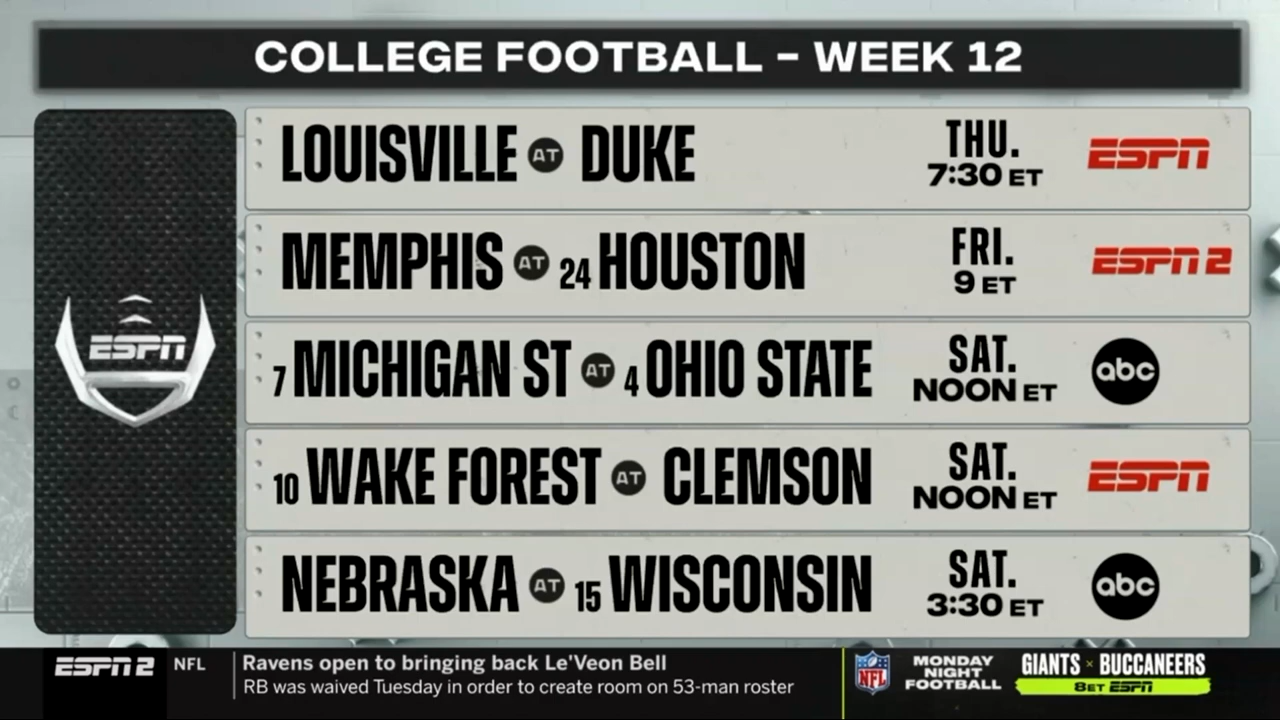 COLLEGE FOOTBALL - WEEK 12
LOUISVILLE AT DUKE THU. 7:30 ET ESPN
MEMPHIS AT 24 HOUSTON FRI. 9 ET ESPN 2
ESPN
7 MICHIGAN ST AT 4 OHIO STATE SAT. NOON ET abc
10 WAKE FOREST AT CLEMSON SAT. NOON ET ESPN
NEBRASKA AT 15 WISCONSIN SAT. 3:30 ET abc
ESPN 2 NFL
Ravens open to bringing back Le'Veon Bell
RB was waived Tuesday in order to create room on 53-man roster
NFL
MONDAY
NIGHT
FOOTBALL
GIANTS × BUCCANEERS
8ET ESPN